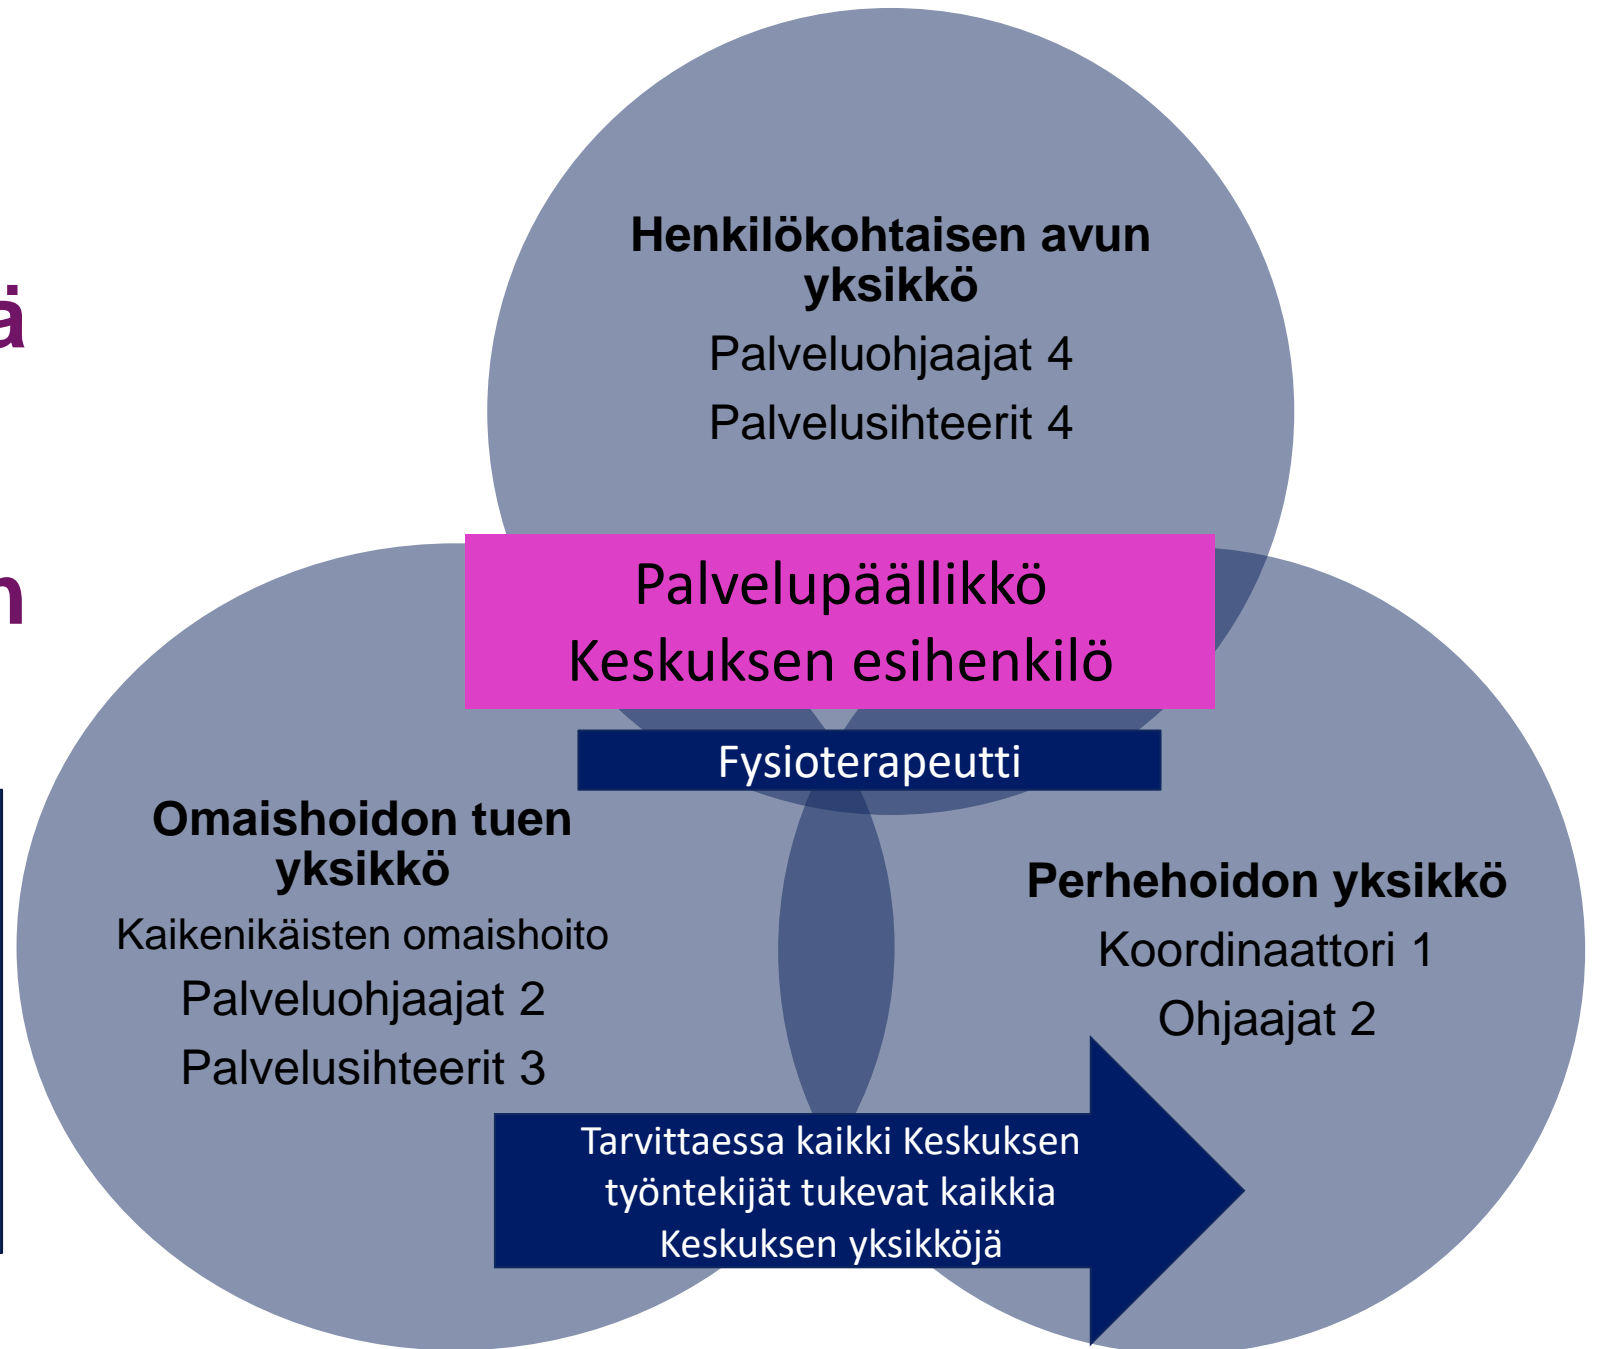 ä
n
Henkilökohtaisen avun
yksikkö
Palveluohjaajat 4
Palvelusihteerit 4
Palvelupäällikkö
Keskuksen esihenkilö
Fysioterapeutti
Omaishoidon tuen
yksikkö
Kaikenikäisten omaishoito
Palveluohjaajat 2
Palvelusihteerit 3
Perhehoidon yksikkö
Koordinaattori 1
Ohjaajat 2
Tarvittaessa kaikki Keskuksen
työntekijät tukevat kaikkia
Keskuksen yksikköjä